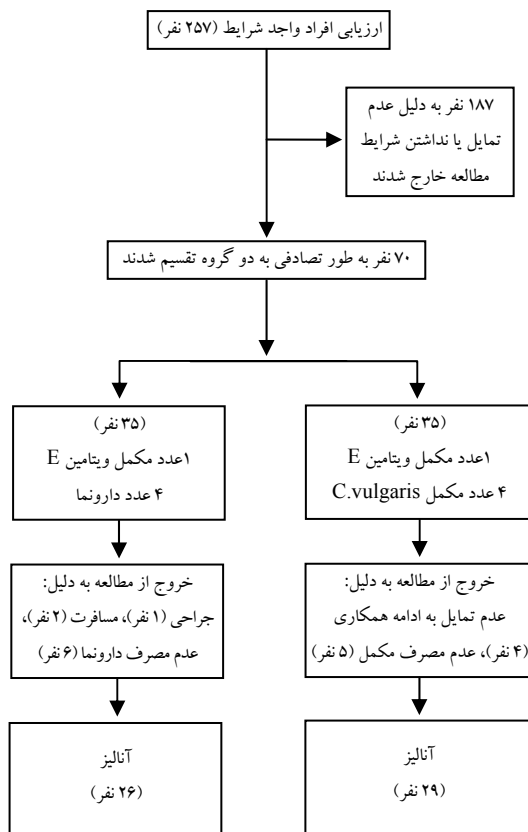 ارزیابی افراد واجد شرایط (۲۵۷ نفر)
۱۸۷ نفر به دلیل عدم
تمایل یا نداشتن شرایط
مطالعه خارج شدند
۷۰ نفر به طور تصادفی به دو گروه تقسیم شدند
(۳۵ نفر)
۱عدد مکمل ویتامین E
۴ عدد مکمل C.vulgaris
(۳۵ نفر)
۱عدد مکمل ویتامین E
۴ عدد دارونما
خروج از مطالعه به دلیل:
عدم تمایل به ادامه همکاری
(۴ نفر)، عدم مصرف مکمل (۵ نفر)
خروج از مطالعه به دلیل:
جراحی (۱ نفر)، مسافرت (۲ نفر)،
عدم مصرف دارونما (۶ نفر)
آنالیز
(۲۹ نفر)
آنالیز
(۲۶ نفر)